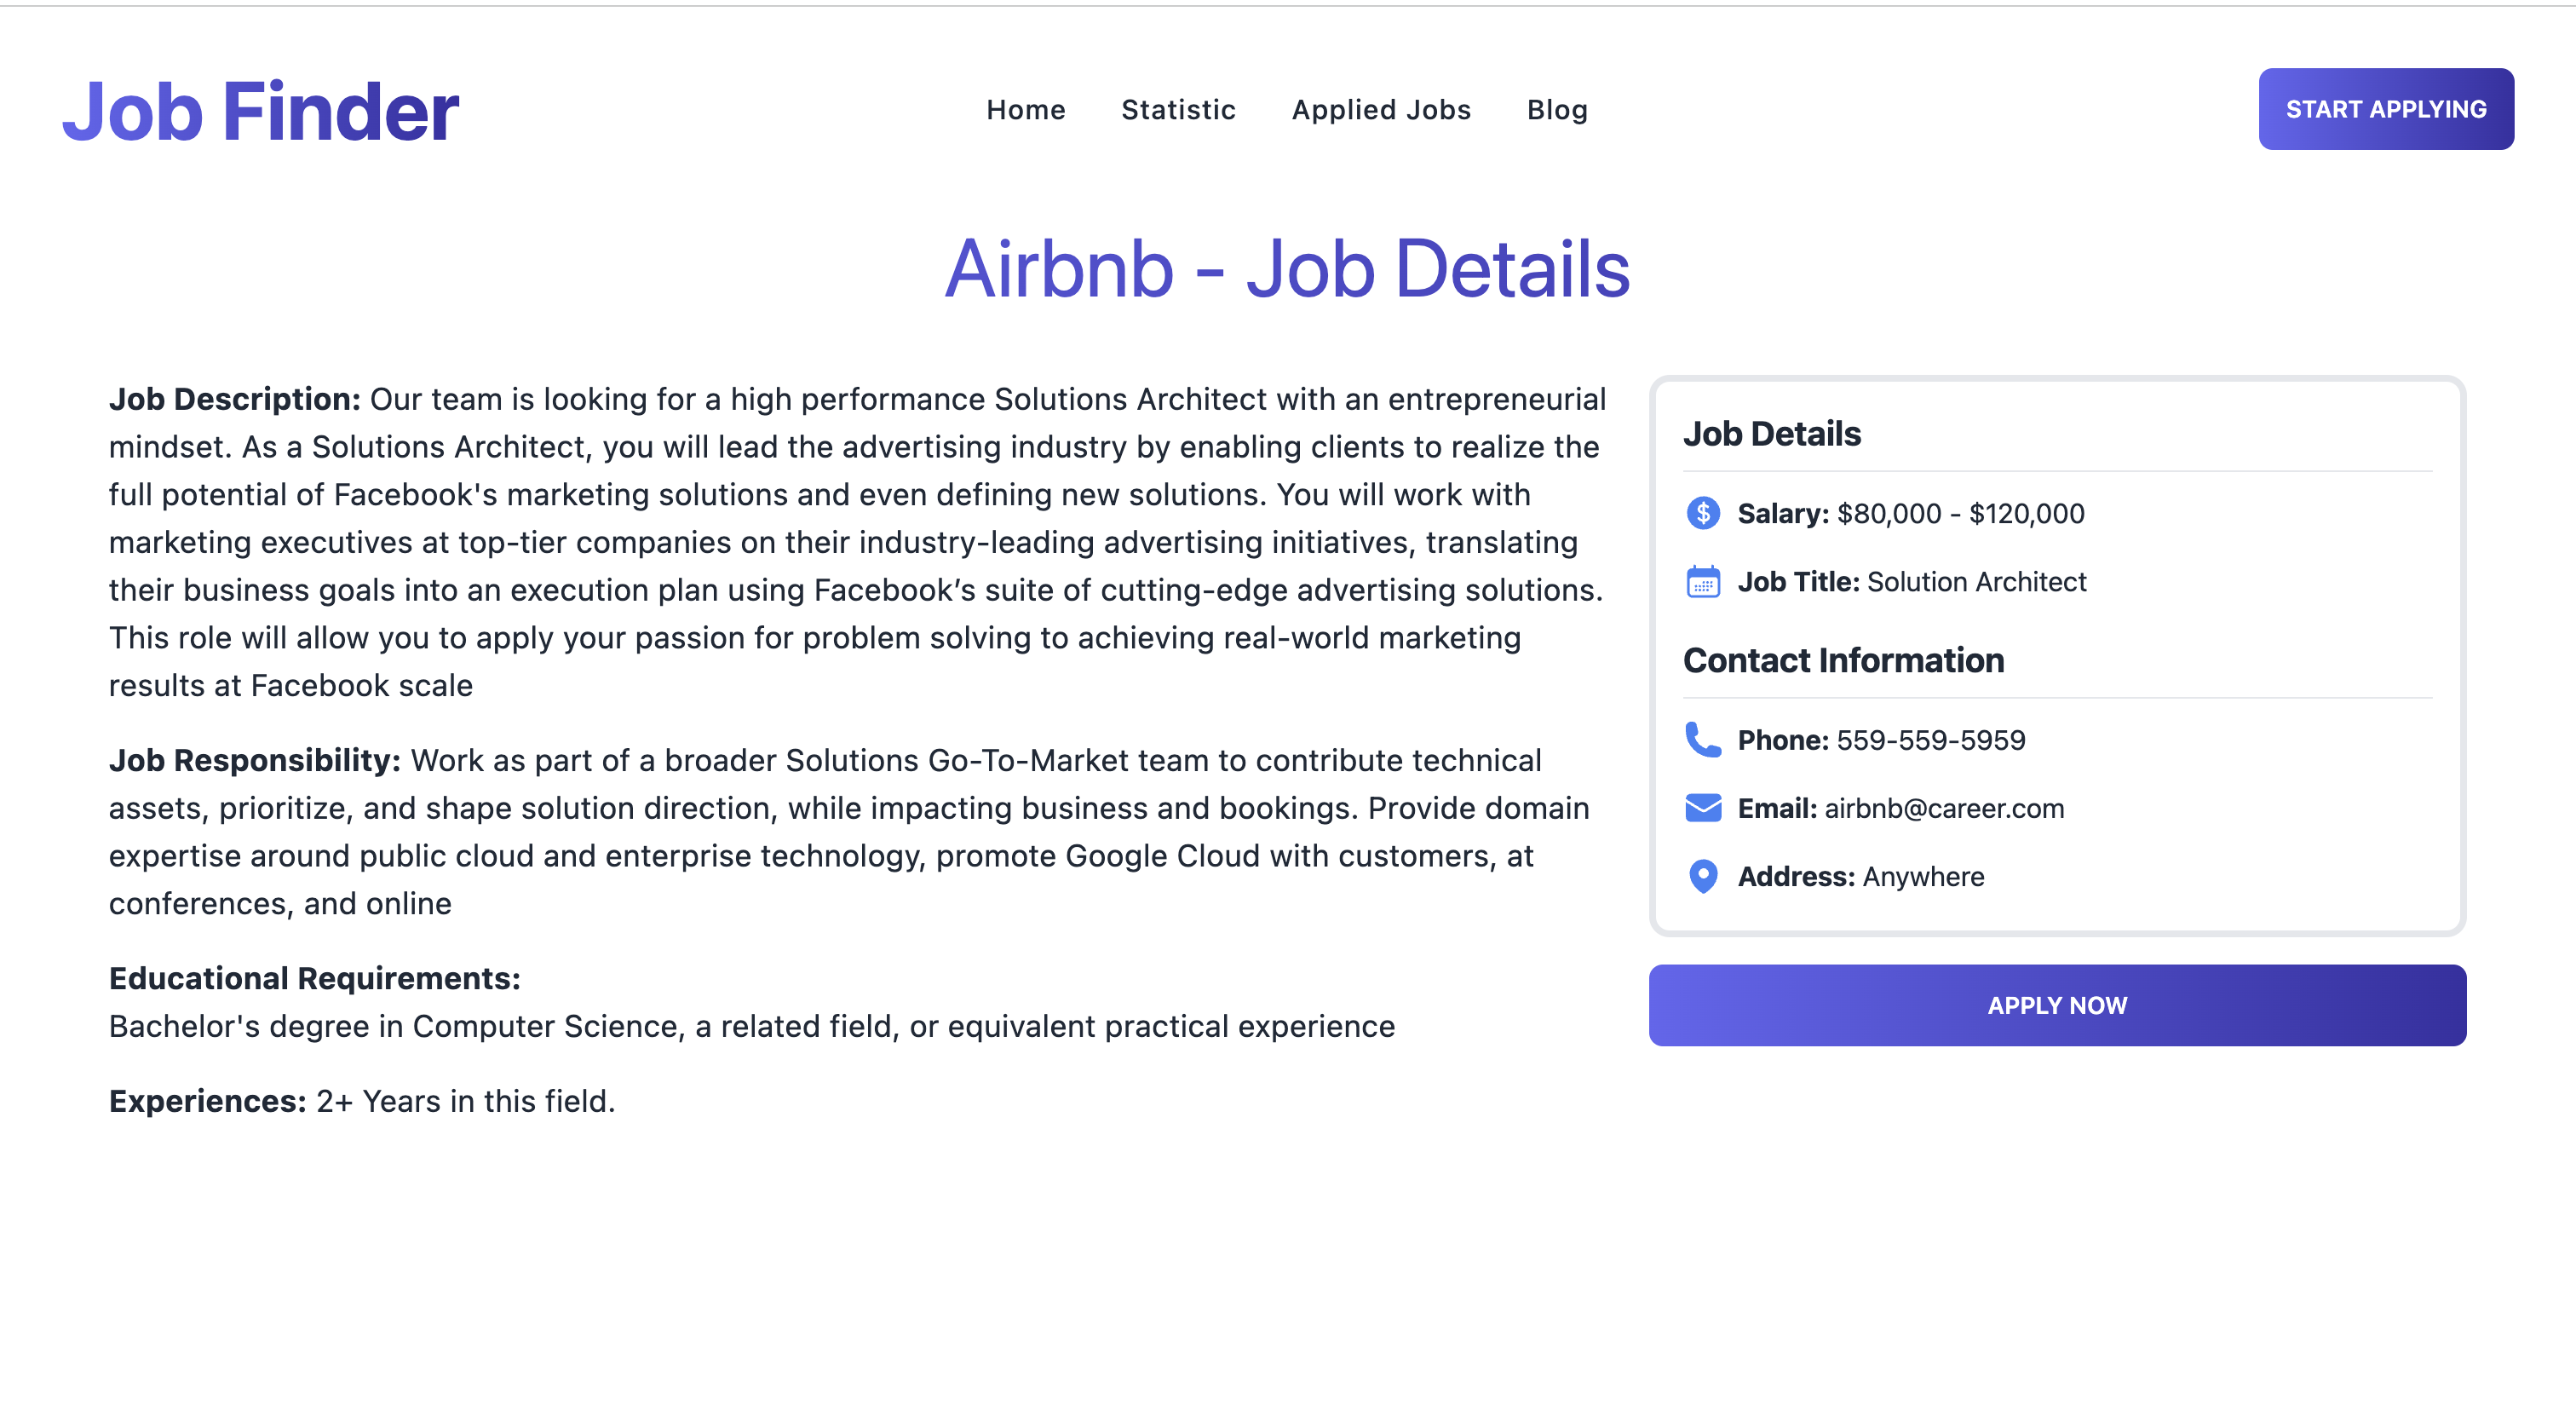 Job Finder
Home
Statistic
Applied Jobs
Blog
START APPLYING
Airbnb - Job Details
Job Description: Our team is looking for a high performance Solutions Architect with an entrepreneurial
mindset. As a Solutions Architect, you will lead the advertising industry by enabling clients to realize the
full potential of Facebook's marketing solutions and even defining new solutions. You will work with
marketing executives at top-tier companies on their industry-leading advertising initiatives, translating
their business goals into an execution plan using Facebook’s suite of cutting-edge advertising solutions.
This role will allow you to apply your passion for problem solving to achieving real-world marketing
results at Facebook scale
Job Responsibility: Work as part of a broader Solutions Go-To-Market team to contribute technical
assets, prioritize, and shape solution direction, while impacting business and bookings. Provide domain
expertise around public cloud and enterprise technology, promote Google Cloud with customers, at
conferences, and online
Educational Requirements:
Bachelor's degree in Computer Science, a related field, or equivalent practical experience
Experiences: 2+ Years in this field.
Job Details
Salary: $80,000 - $120,000
Job Title: Solution Architect
Contact Information
Phone: 559-559-5959
Email: airbnb@career.com
Address: Anywhere
APPLY NOW